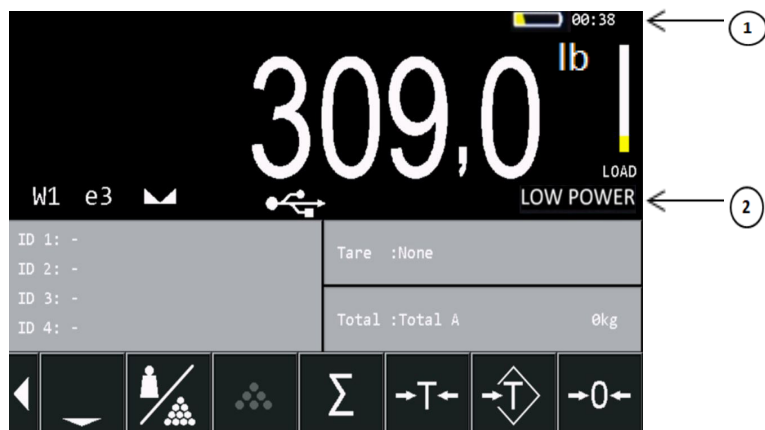 00:38
1
309,0 lb
LOAD
W1 e3
LOW POWER
2
ID 1: -
ID 2: -
ID 3: -
ID 4: -
Tare :None
Total :Total A 0kg
Σ →T← →T →0←